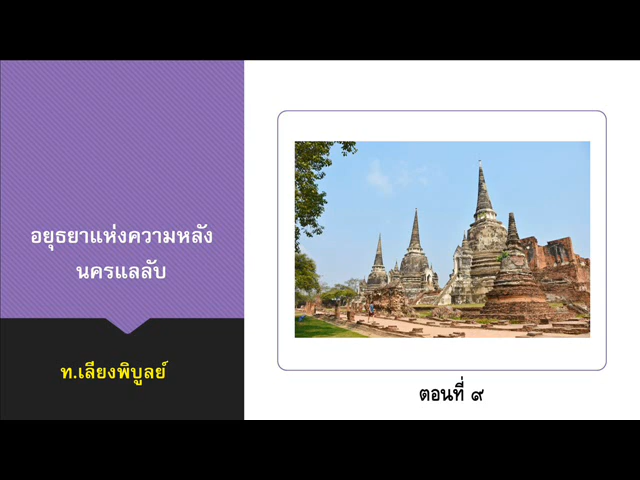 อยุธยาแห่งความหลัง
นครแลลับ
ท.เลียงพิบูลย์
ตอนที่ ๙